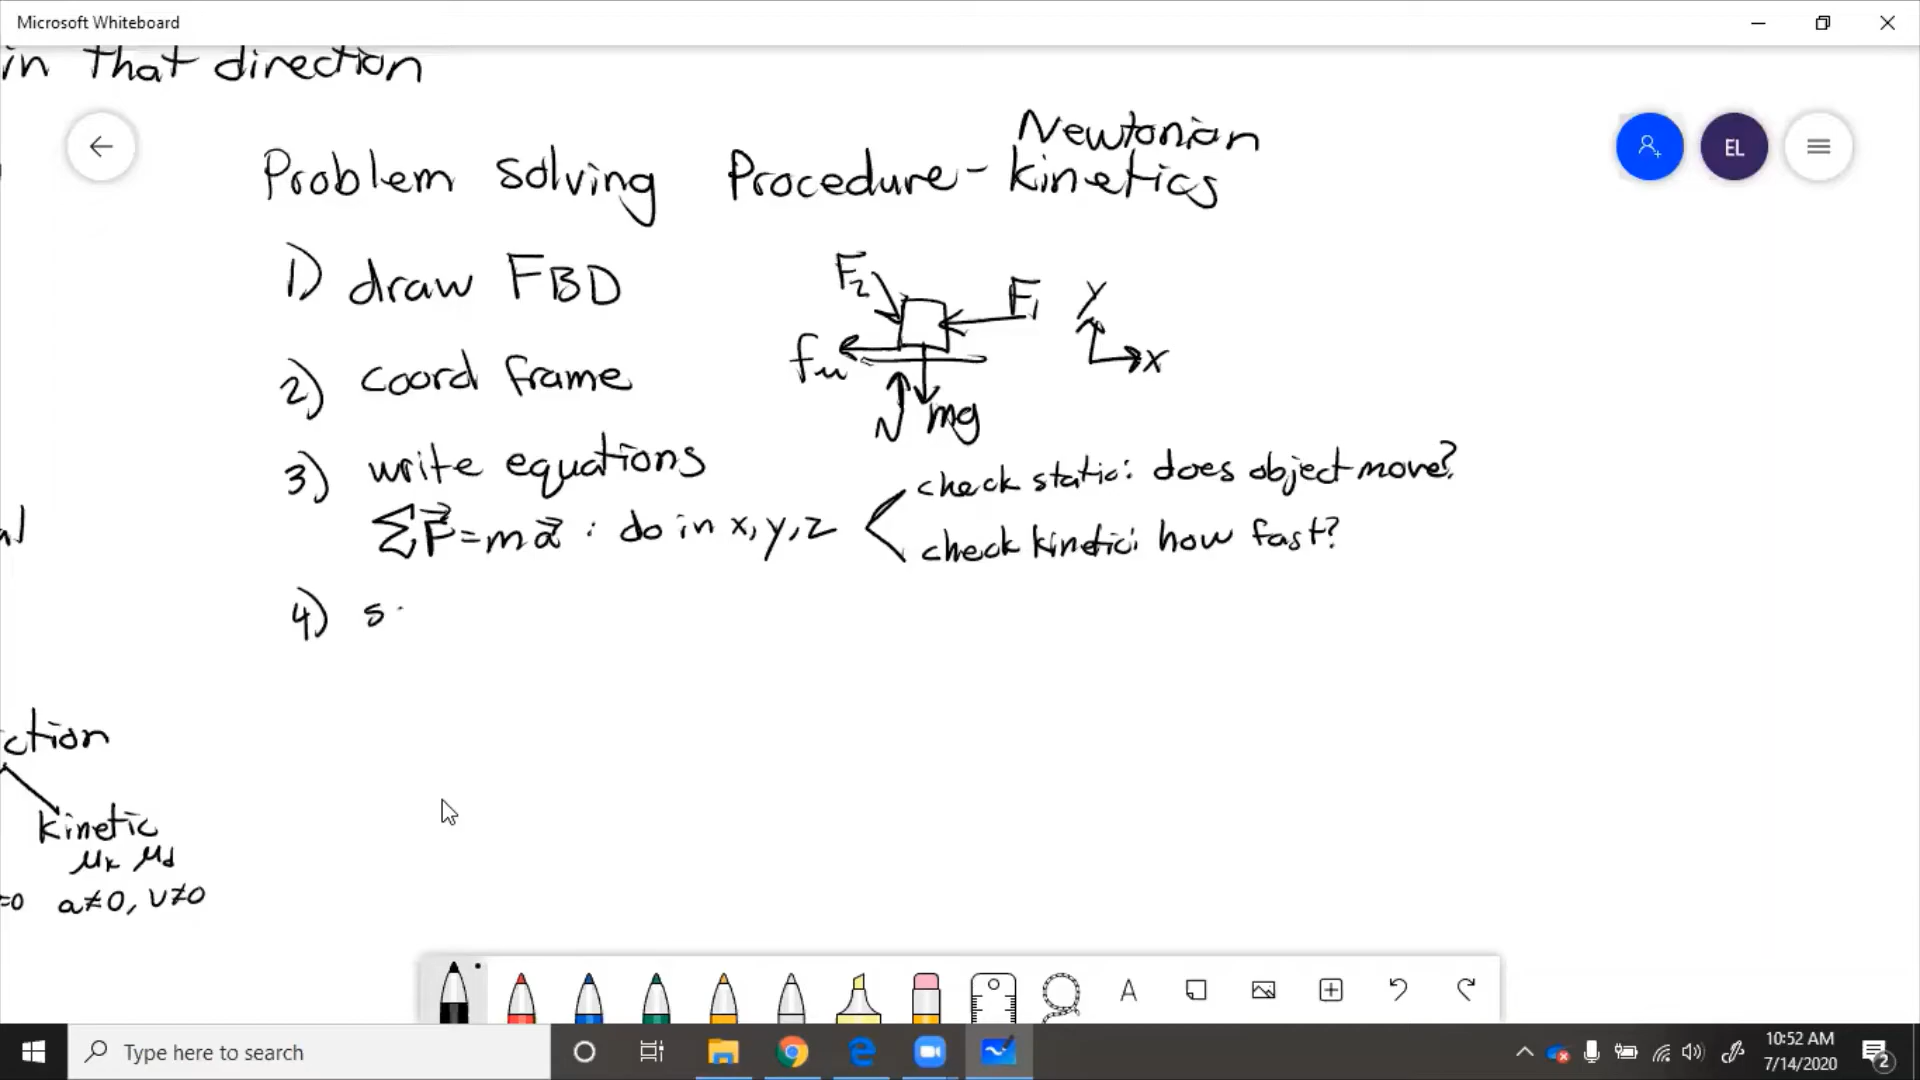 Microsoft Whiteboard
in that direction
Newtonian
Problem solving Procedure - kinetics
EL
1) draw FBD
F2
F1
y
x
fu
N
mg
2) coord frame
3) write equations
ΣF⃗ = ma⃗ : do in x, y, z
check static: does object move?
check kinetic: how fast?
4) s
ction
kinetic
μk μd
=0 a≠0, v≠0
A
Type here to search
10:52 AM
7/14/2020
2